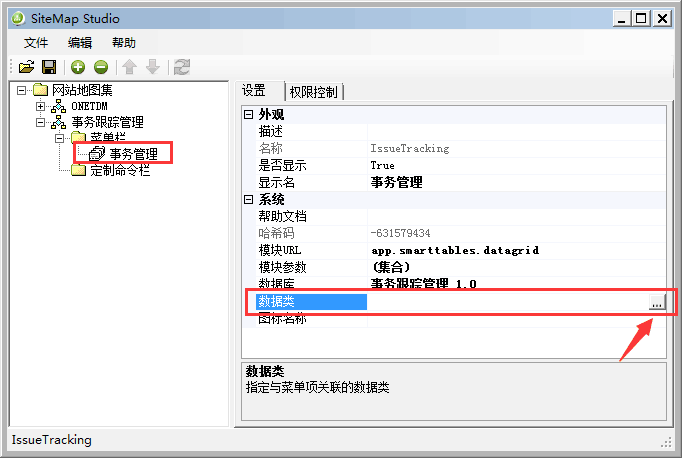 SiteMap Studio
文件 编辑 帮助
网站地图集
ONETDM
事务跟踪管理
菜单栏
事务管理
定制命令栏
设置 权限控制
外观
描述
名称 IssueTracking
是否显示 True
显示名 事务管理
系统
帮助文档
哈希码 -631579434
模块URL app.smarttables.datagrid
模块参数 (集合)
数据库 事务跟踪管理 1.0
数据类 ...
图标名称
数据类
指定与菜单项关联的数据类
IssueTracking